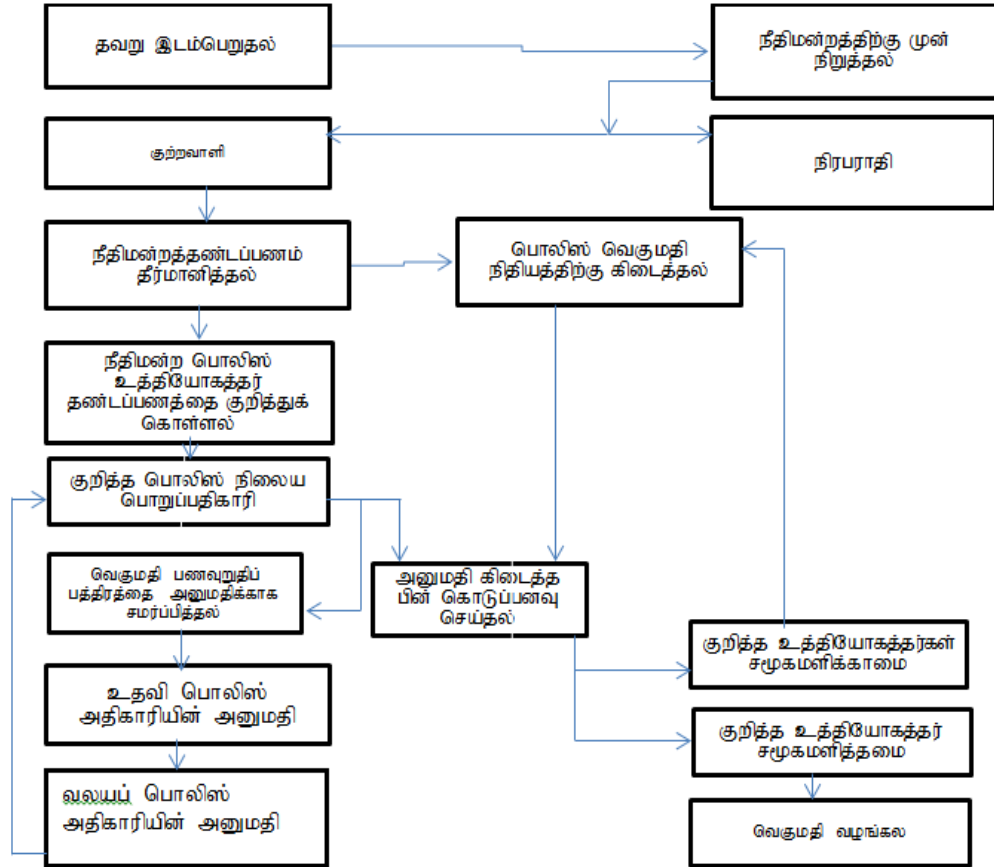 தவறு இடம்பெறுதல்
நீதிமன்றத்திற்கு முன்
நிறுத்தல்
குற்றவாளி
நிரபராதி
நீதிமன்றத்தண்டப்பணம்
தீர்மானித்தல்
பொலிஸ் வெகுமதி
நிதியத்திற்கு கிடைத்தல்
நீதிமன்ற பொலிஸ்
உத்தியோகத்தர்
தண்டப்பணத்தை குறித்துக்
கொள்ளல்
குறித்த பொலிஸ் நிலைய
பொறுப்பதிகாரி
வெகுமதி பணவுறுதிப்
பத்திரத்தை அனுமதிக்காக
சமர்ப்பித்தல்
அனுமதி கிடைத்த
பின் கொடுப்பனவு
செய்தல்
குறித்த உத்தியோகத்தர்கள்
சமூகமளிக்காமை
உதவி பொலிஸ்
அதிகாரியின் அனுமதி
குறித்த உத்தியோகத்தர்
சமூகமளித்தமை
வலயப் பொலிஸ்
அதிகாரியின் அனுமதி
வெகுமதி வழங்கல